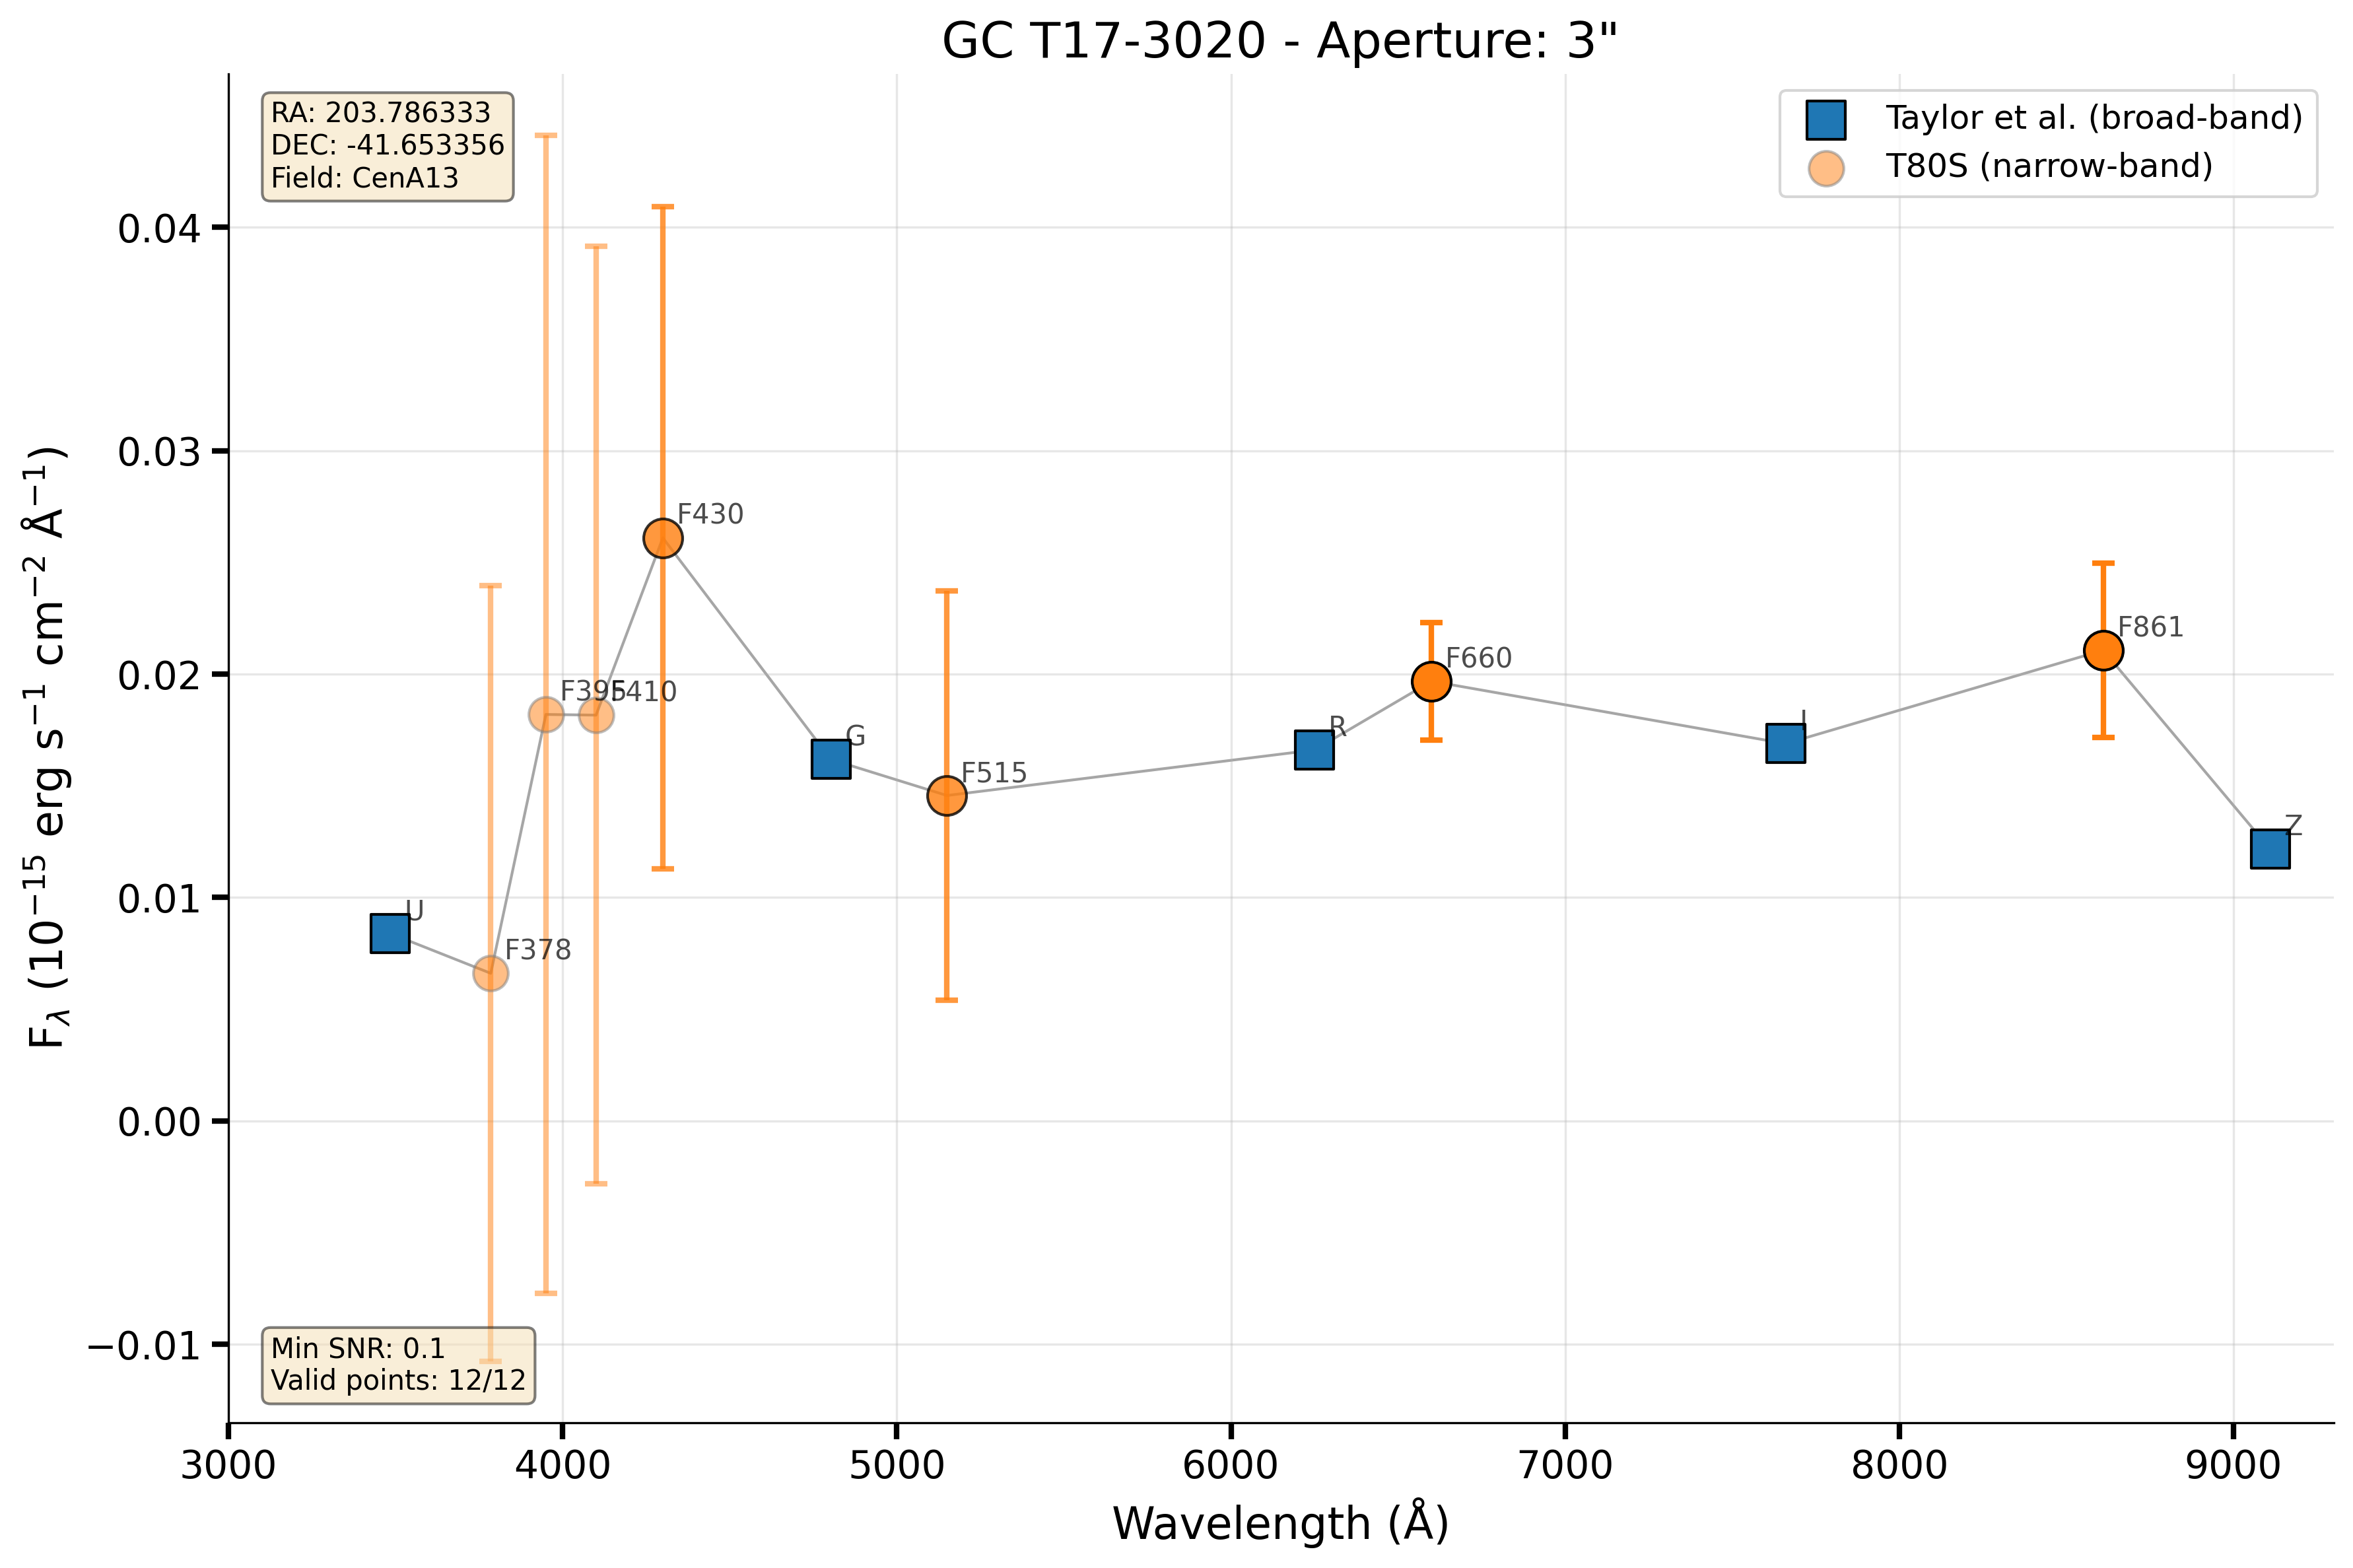 GC T17-3020 - Aperture: 3"
RA: 203.786333
DEC: -41.653356
Field: CenA13
Taylor et al. (broad-band)
T80S (narrow-band)
0.04
0.03
0.02
0.01
0.00
−0.01
F$_{λ}$ (10$^{−15}$ erg s$^{−1}$ cm$^{−2}$ Å$^{−1}$)
U
F378
F395
F410
F430
G
F515
R
F660
I
F861
Z
Min SNR: 0.1
Valid points: 12/12
3000
4000
5000
6000
7000
8000
9000
Wavelength (Å)